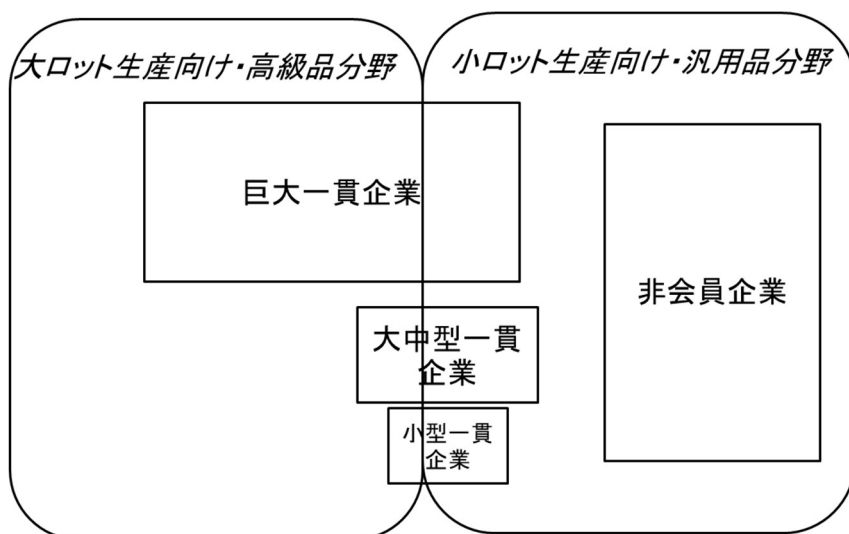 大ロット生産向け・高級品分野
小ロット生産向け・汎用品分野
巨大一貫企業
非会員企業
大中型一貫
企業
小型一貫
企業